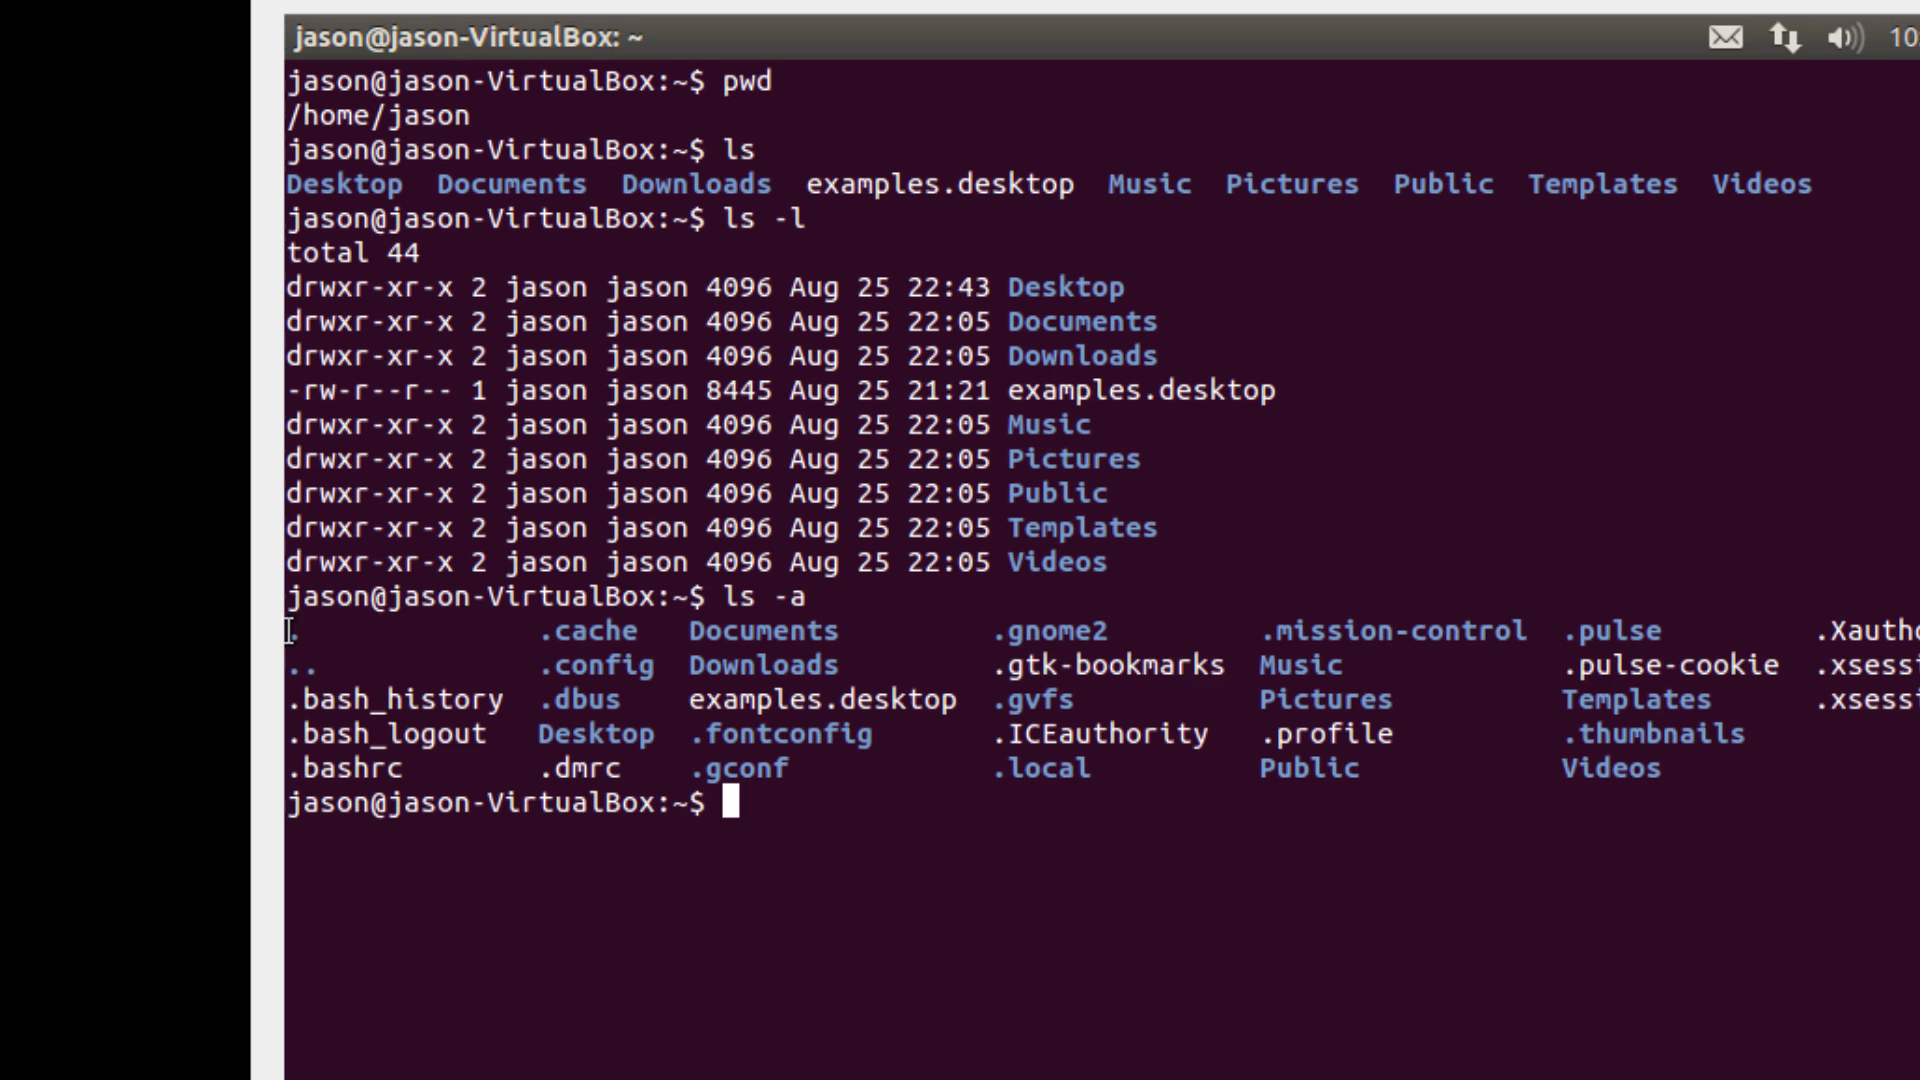 jason@jason-VirtualBox: ~
jason@jason-VirtualBox:~$ pwd
/home/jason
jason@jason-VirtualBox:~$ ls
Desktop Documents Downloads examples.desktop Music Pictures Public Templates Videos
jason@jason-VirtualBox:~$ ls -l
total 44
drwxr-xr-x 2 jason jason 4096 Aug 25 22:43 Desktop
drwxr-xr-x 2 jason jason 4096 Aug 25 22:05 Documents
drwxr-xr-x 2 jason jason 4096 Aug 25 22:05 Downloads
-rw-r--r-- 1 jason jason 8445 Aug 25 21:21 examples.desktop
drwxr-xr-x 2 jason jason 4096 Aug 25 22:05 Music
drwxr-xr-x 2 jason jason 4096 Aug 25 22:05 Pictures
drwxr-xr-x 2 jason jason 4096 Aug 25 22:05 Public
drwxr-xr-x 2 jason jason 4096 Aug 25 22:05 Templates
drwxr-xr-x 2 jason jason 4096 Aug 25 22:05 Videos
jason@jason-VirtualBox:~$ ls -a
. .cache Documents .gnome2 .mission-control .pulse
.. .config Downloads .gtk-bookmarks Music .pulse-cookie
.bash_history .dbus examples.desktop .gvfs Pictures Templates
.bash_logout Desktop .fontconfig .ICEauthority .profile .thumbnails
.bashrc .dmrc .gconf .local Public Videos
jason@jason-VirtualBox:~$